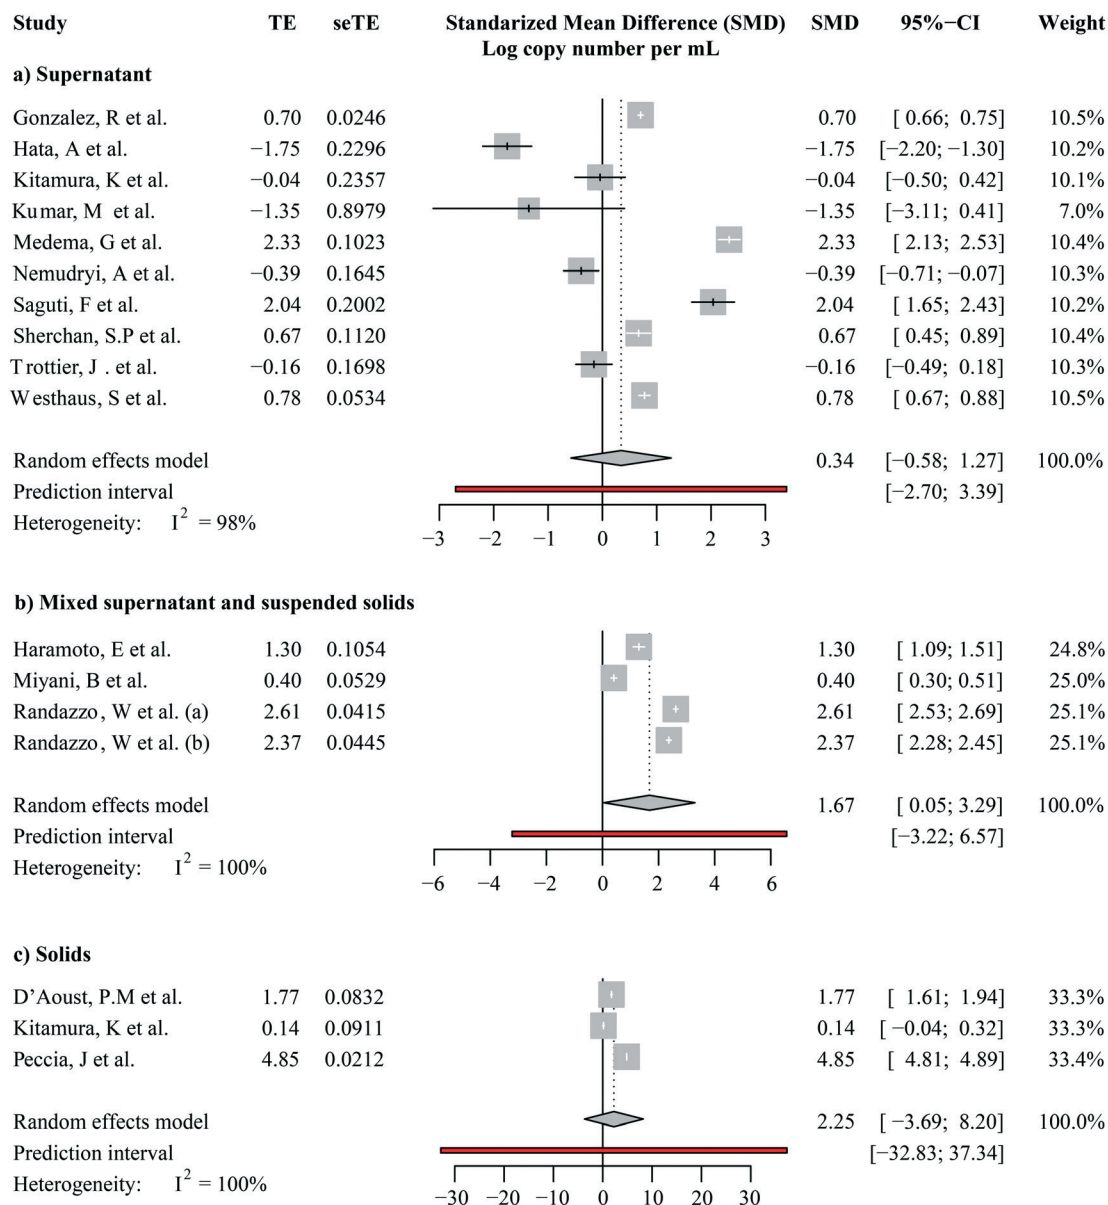 Study TE seTE Standarized Mean Difference (SMD) SMD 95%−CI Weight
Log copy number per mL
a) Supernatant
Gonzalez, R et al. 0.70 0.0246 0.70 [ 0.66; 0.75] 10.5%
Hata, A et al. −1.75 0.2296 −1.75 [−2.20; −1.30] 10.2%
Kitamura, K et al. −0.04 0.2357 −0.04 [−0.50; 0.42] 10.1%
Kumar, M et al. −1.35 0.8979 −1.35 [−3.11; 0.41] 7.0%
Medema, G et al. 2.33 0.1023 2.33 [ 2.13; 2.53] 10.4%
Nemudryi, A et al. −0.39 0.1645 −0.39 [−0.71; −0.07] 10.3%
Saguti, F et al. 2.04 0.2002 2.04 [ 1.65; 2.43] 10.2%
Sherchan, S.P et al. 0.67 0.1120 0.67 [ 0.45; 0.89] 10.4%
Trottier, J . et al. −0.16 0.1698 −0.16 [−0.49; 0.18] 10.3%
Westhaus, S et al. 0.78 0.0534 0.78 [ 0.67; 0.88] 10.5%
Random effects model 0.34 [−0.58; 1.27] 100.0%
Prediction interval [−2.70; 3.39]
Heterogeneity: I² = 98%
−3 −2 −1 0 1 2 3
b) Mixed supernatant and suspended solids
Haramoto, E et al. 1.30 0.1054 1.30 [ 1.09; 1.51] 24.8%
Miyani, B et al. 0.40 0.0529 0.40 [ 0.30; 0.51] 25.0%
Randazzo, W et al. (a) 2.61 0.0415 2.61 [ 2.53; 2.69] 25.1%
Randazzo, W et al. (b) 2.37 0.0445 2.37 [ 2.28; 2.45] 25.1%
Random effects model 1.67 [ 0.05; 3.29] 100.0%
Prediction interval [−3.22; 6.57]
Heterogeneity: I² = 100%
−6 −4 −2 0 2 4 6
c) Solids
D’Aoust, P.M et al. 1.77 0.0832 1.77 [ 1.61; 1.94] 33.3%
Kitamura, K et al. 0.14 0.0911 0.14 [ −0.04; 0.32] 33.3%
Peccia, J et al. 4.85 0.0212 4.85 [ 4.81; 4.89] 33.4%
Random effects model 2.25 [ −3.69; 8.20] 100.0%
Prediction interval [−32.83; 37.34]
Heterogeneity: I² = 100%
−30 −20 −10 0 10 20 30